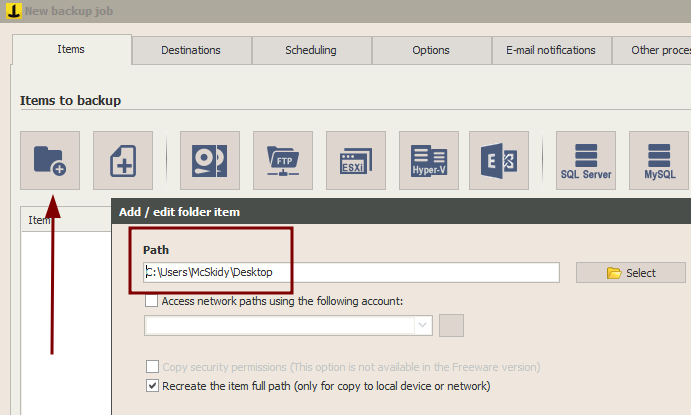 New backup job
Items Destinations Scheduling Options E-mail notifications Other proce
Items to backup
FTP ESXi Hyper-V SQL Server MySQL
Item
Add / edit folder item
Path
C:\Users\McSkidy\Desktop Select
Access network paths using the following account:
Copy security permissions (This option is not available in the Freeware version)
Recreate the item full path (only for copy to local device or network)